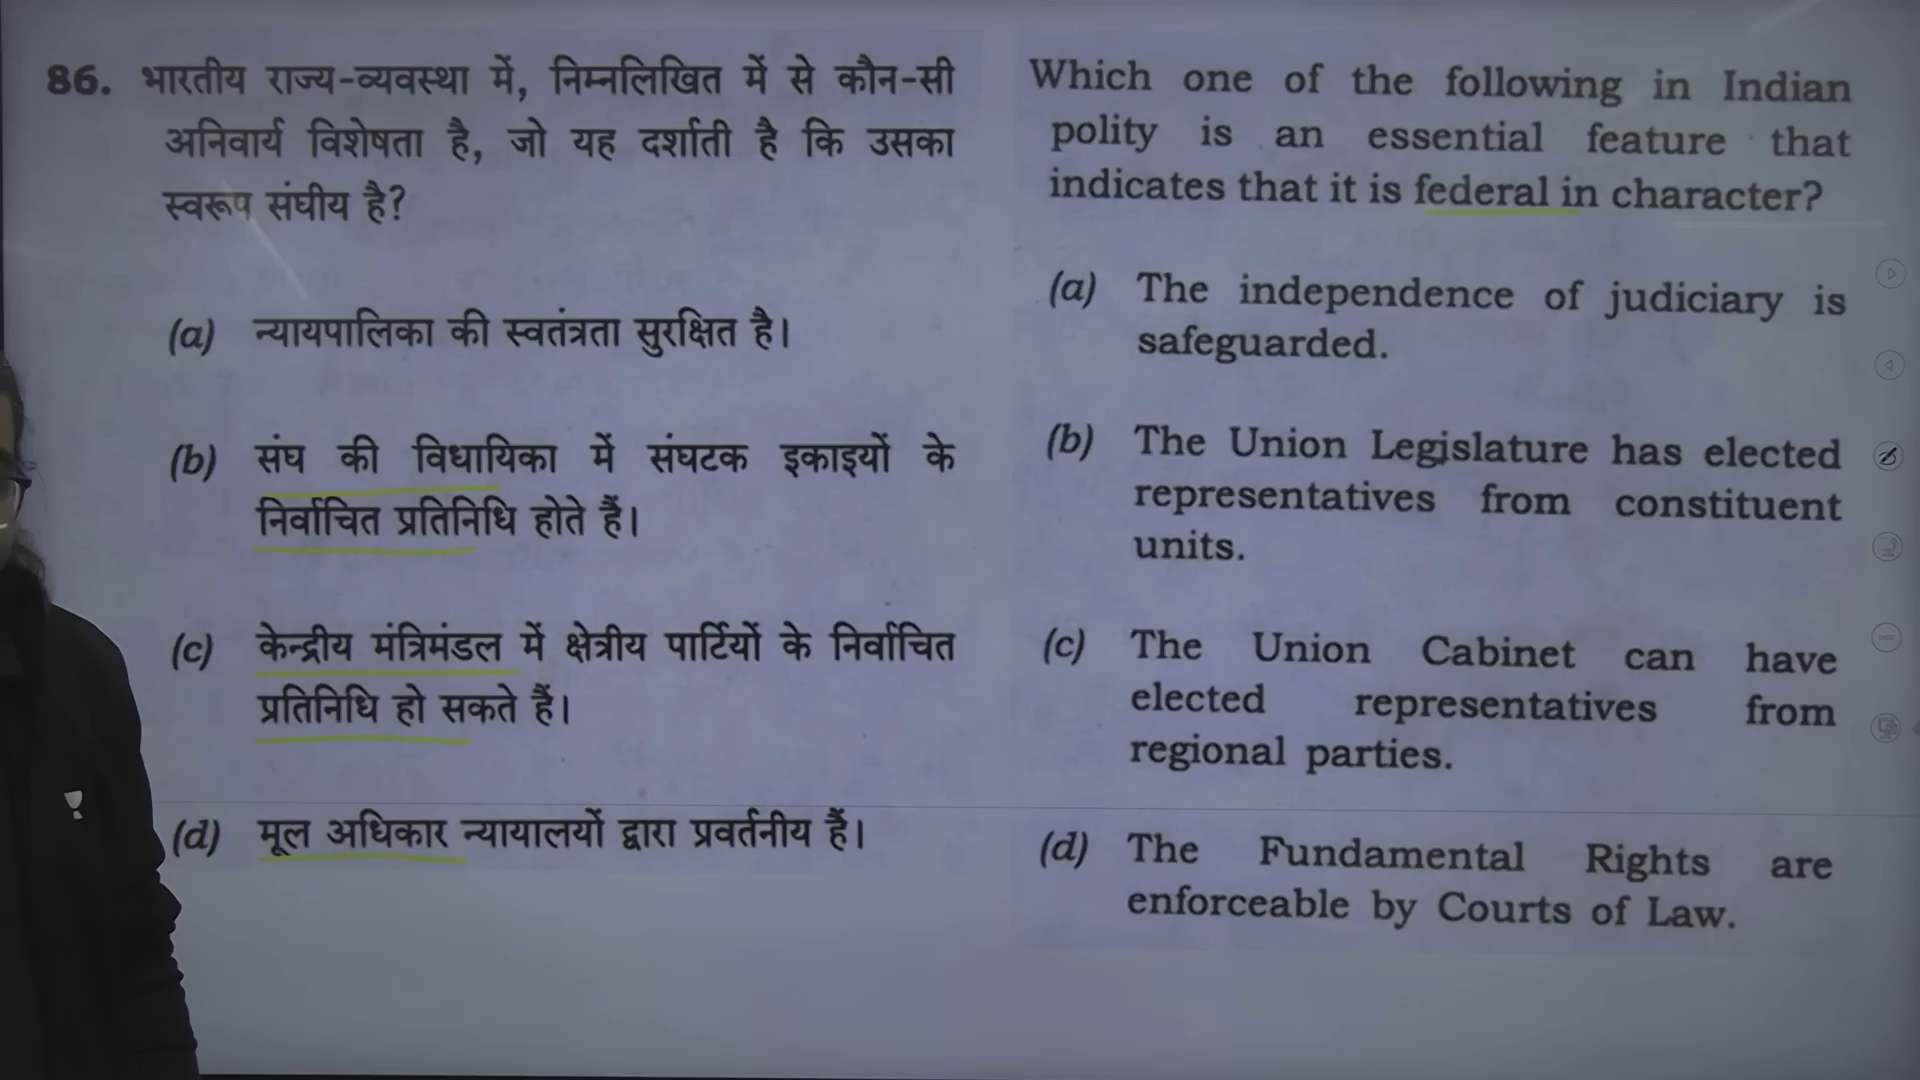 86. भारतीय राज्य-व्यवस्था में, निम्नलिखित में से कौन-सी
अनिवार्य विशेषता है, जो यह दर्शाती है कि उसका
स्वरूप संघीय है?
(a) न्यायपालिका की स्वतंत्रता सुरक्षित है।
(b) संघ की विधायिका में संघटक इकाइयों के
निर्वाचित प्रतिनिधि होते हैं।
(c) केन्द्रीय मंत्रिमंडल में क्षेत्रीय पार्टियों के निर्वाचित
प्रतिनिधि हो सकते हैं।
(d) मूल अधिकार न्यायालयों द्वारा प्रवर्तनीय हैं।
Which one of the following in Indian
polity is an essential feature that
indicates that it is federal in character?
(a) The independence of judiciary is
safeguarded.
(b) The Union Legislature has elected
representatives from constituent
units.
(c) The Union Cabinet can have
elected representatives from
regional parties.
(d) The Fundamental Rights are
enforceable by Courts of Law.